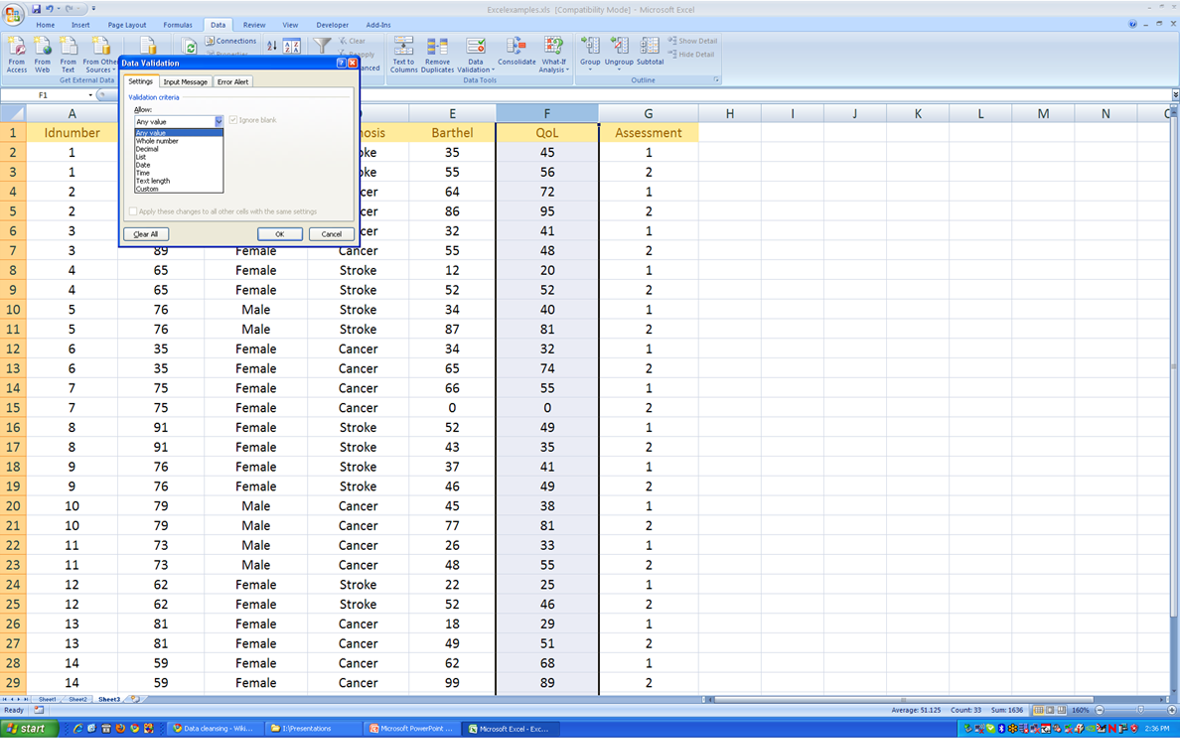 Excelexamples.xls [Compatibility Mode] - Microsoft Excel
Home Insert Page Layout Formulas Data Review View Developer Add-Ins
From Access From Web From Text From Other Sources Connections Clear Text to Columns Remove Duplicates Data Validation Consolidate What-If Analysis Group Ungroup Subtotal Show Detail Hide Detail
Get External Data Data Tools Outline
F1
Data Validation
Settings Input Message Error Alert
Validation criteria
Allow:
Any value Ignore blank
Any value
Whole number
Decimal
List
Date
Time
Text length
Custom
Apply these changes to all other cells with the same settings
Clear All OK Cancel
A E F G H I J K L M N
1 Idnumber nosis Barthel QoL Assessment
2 1 oke 35 45 1
3 1 oke 55 56 2
4 2 cer 64 72 1
5 2 cer 86 95 2
6 3 cer 32 41 1
7 3 89 Female Cancer 55 48 2
8 4 65 Female Stroke 12 20 1
9 4 65 Female Stroke 52 52 2
10 5 76 Male Stroke 34 40 1
11 5 76 Male Stroke 87 81 2
12 6 35 Female Cancer 34 32 1
13 6 35 Female Cancer 65 74 2
14 7 75 Female Cancer 66 55 1
15 7 75 Female Cancer 0 0 2
16 8 91 Female Stroke 52 49 1
17 8 91 Female Stroke 43 35 2
18 9 76 Female Stroke 37 41 1
19 9 76 Female Stroke 46 49 2
20 10 79 Male Cancer 45 38 1
21 10 79 Male Cancer 77 81 2
22 11 73 Male Cancer 26 33 1
23 11 73 Male Cancer 48 55 2
24 12 62 Female Stroke 22 25 1
25 12 62 Female Stroke 52 46 2
26 13 81 Female Cancer 18 29 1
27 13 81 Female Cancer 49 51 2
28 14 59 Female Cancer 62 68 1
29 14 59 Female Cancer 99 89 2
Sheet1 Sheet2 Sheet3
Ready Average: 51.125 Count: 33 Sum: 1636 160%
start Data cleansing - Wiki... I:\Presentations Microsoft PowerPoint ... Microsoft Excel - Exc... 2:36 PM